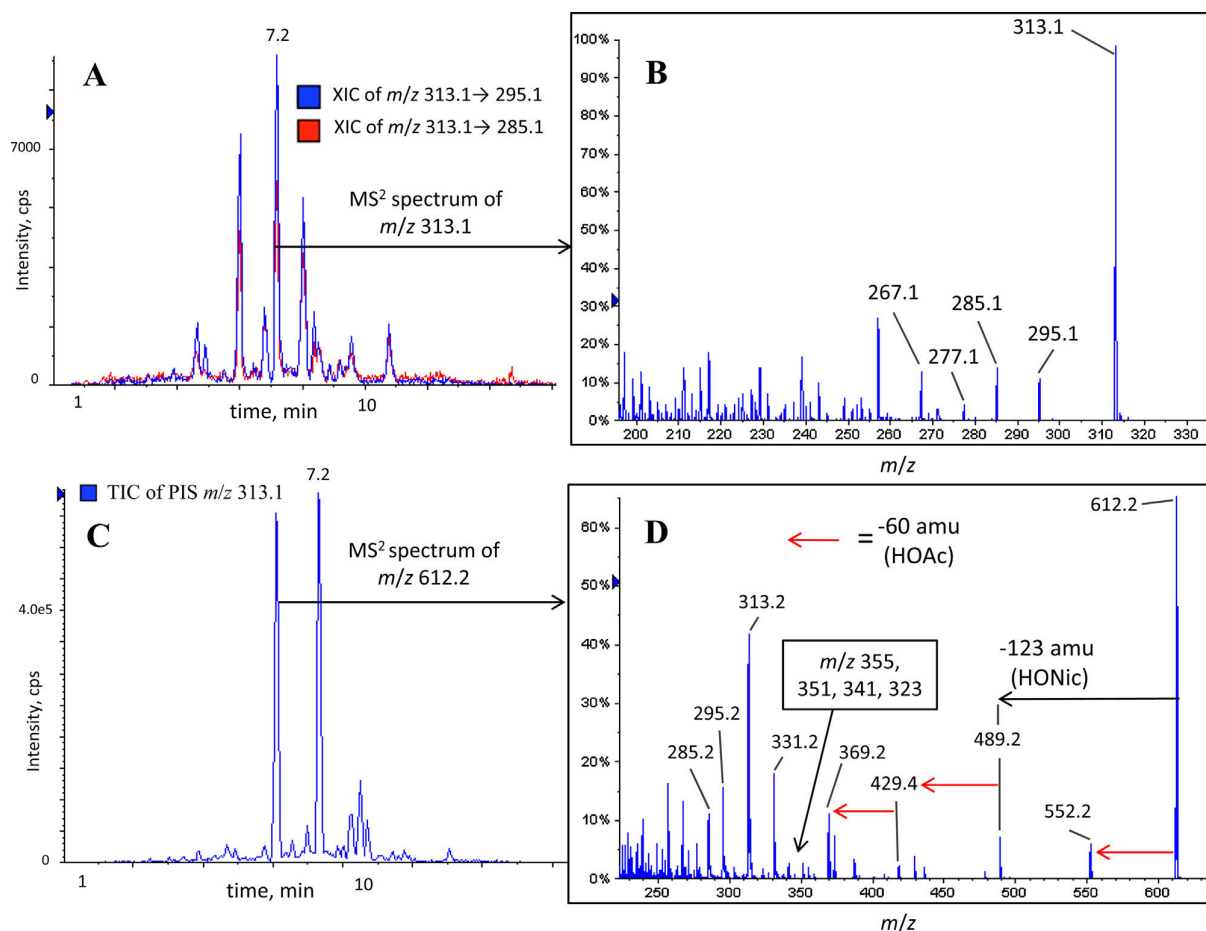 A
7.2
XIC of m/z 313.1→ 295.1
XIC of m/z 313.1→ 285.1
7000
Intensity, cps
MS² spectrum of
m/z 313.1
0
1
10
time, min
B
313.1
100%
90%
80%
70%
60%
50%
40%
30%
20%
10%
0%
267.1
285.1
277.1
295.1
200 210 220 230 240 250 260 270 280 290 300 310 320 330
m/z
TIC of PIS m/z 313.1
7.2
C
MS² spectrum of
m/z 612.2
4.0e5
Intensity, cps
0
1
10
time, min
D
= -60 amu
(HOAc)
612.2
60%
50%
40%
30%
20%
10%
0%
313.2
m/z 355,
351, 341, 323
-123 amu
(HONic)
295.2
285.2
331.2
369.2
489.2
429.4
552.2
250 300 350 400 450 500 550 600
m/z